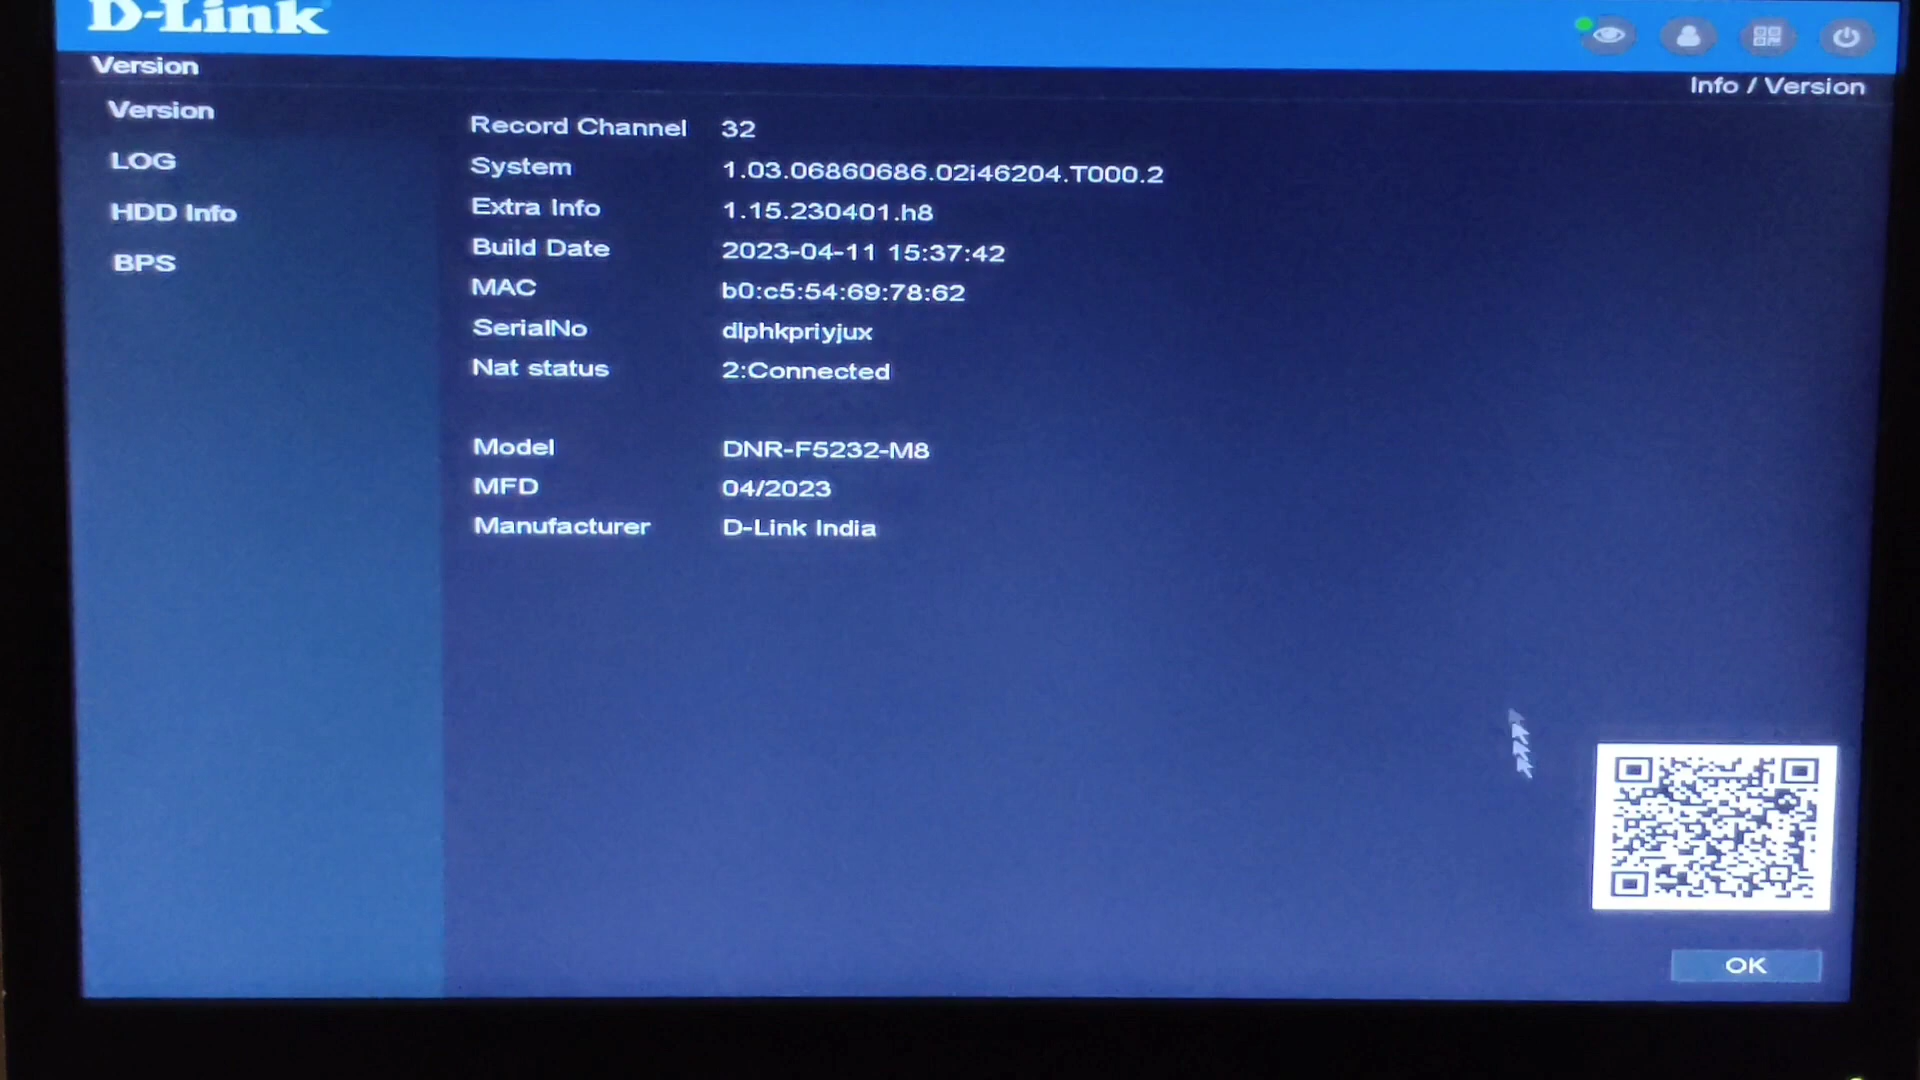 D-Link
Version
Info / Version
Version
LOG
HDD Info
BPS
Record Channel 32
System 1.03.06860686.02i46204.T000.2
Extra Info 1.15.230401.h8
Build Date 2023-04-11 15:37:42
MAC b0:c5:54:69:78:62
SerialNo dlphkpriyjux
Nat status 2:Connected
Model DNR-F5232-M8
MFD 04/2023
Manufacturer D-Link India
OK